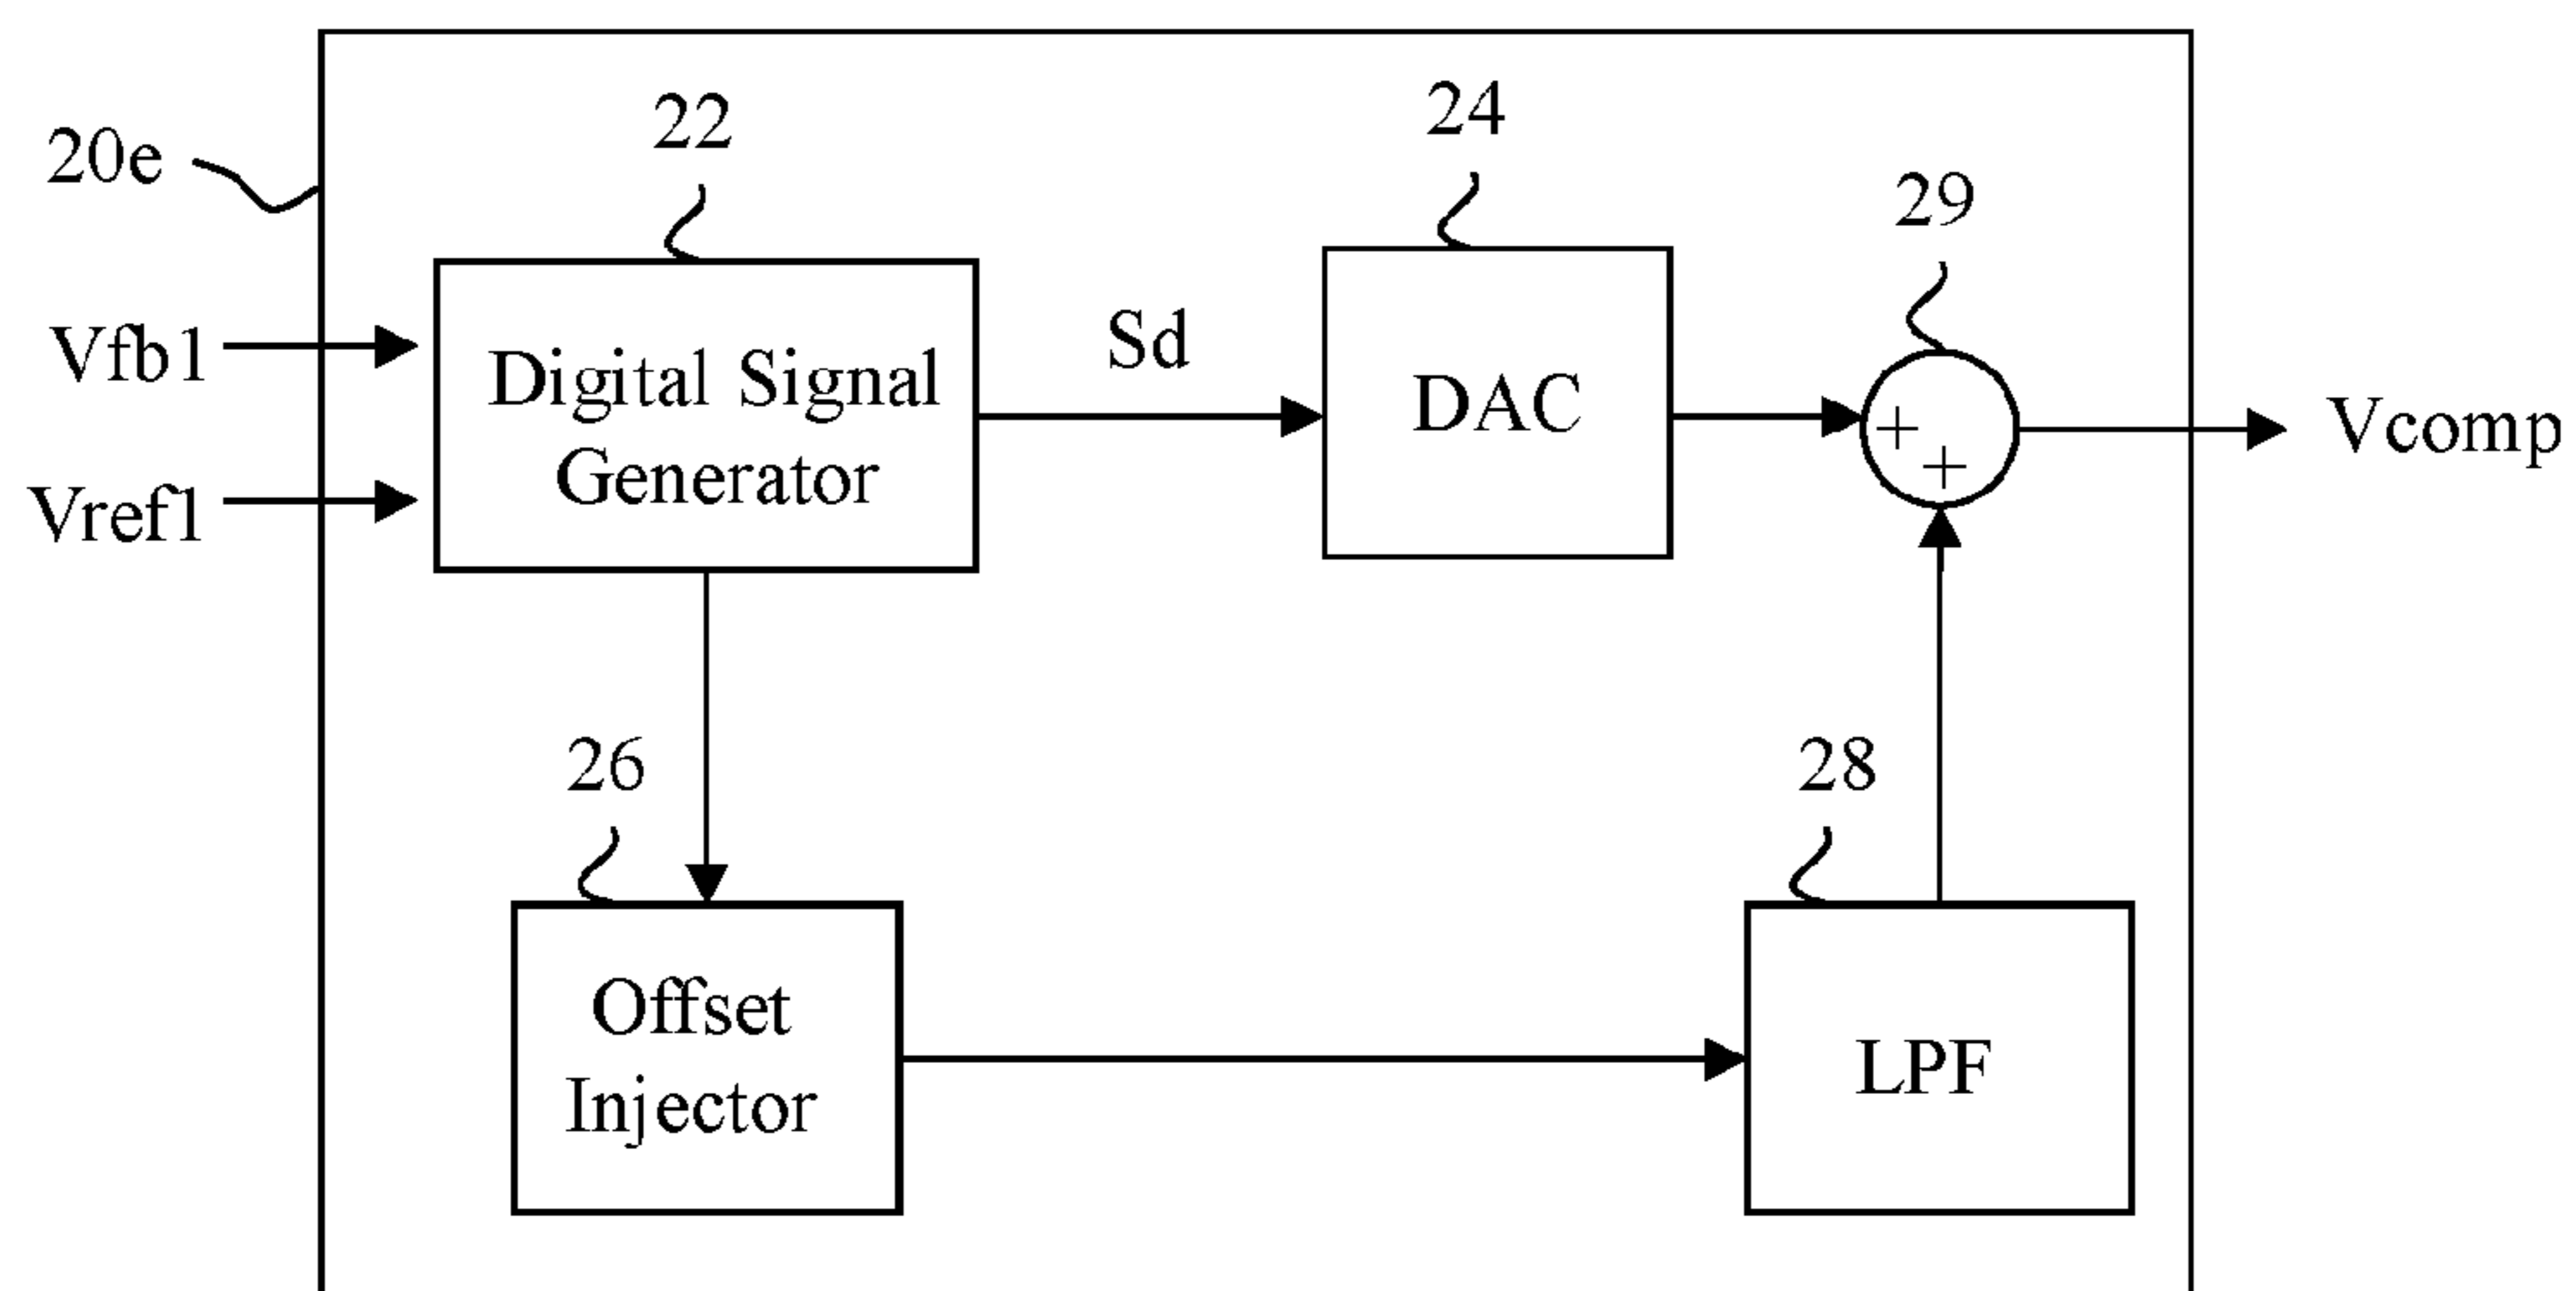 20e
22
24
29
Vfb1
Vref1
Digital Signal
Generator
Sd
DAC
+
+
Vcomp
26
28
Offset
Injector
LPF